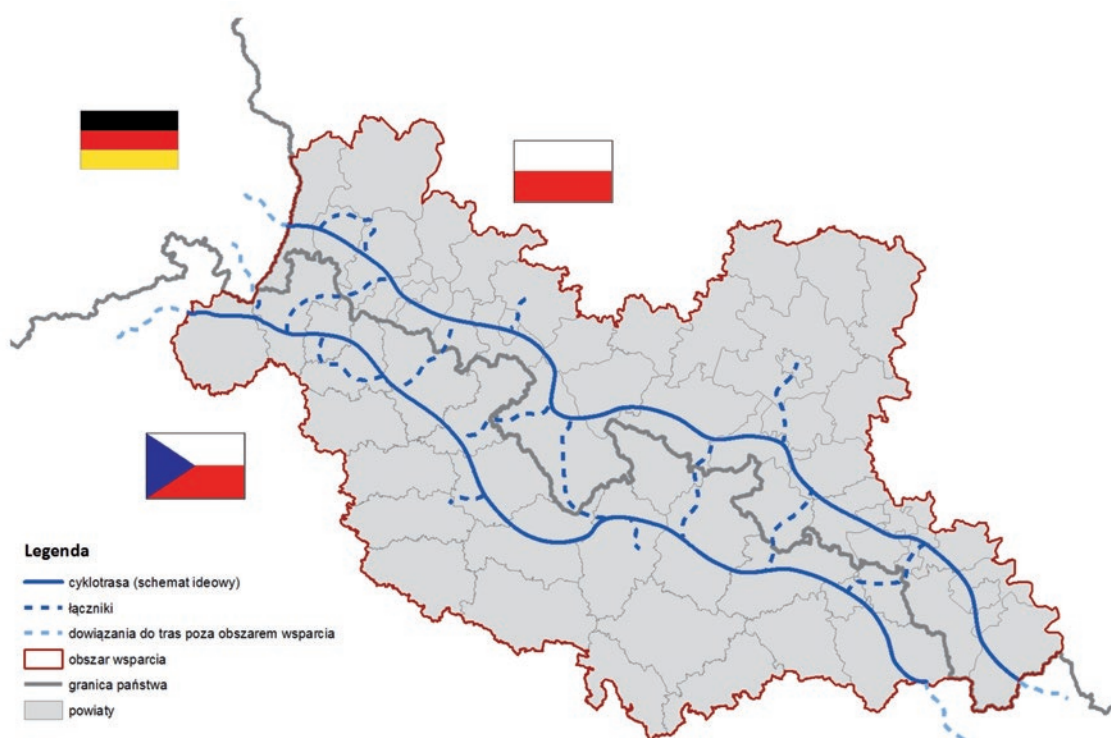 Legenda
cyklotrasa (schemat ideowy)
łączniki
dowiązania do tras poza obszarem wsparcia
obszar wsparcia
granica państwa
powiaty